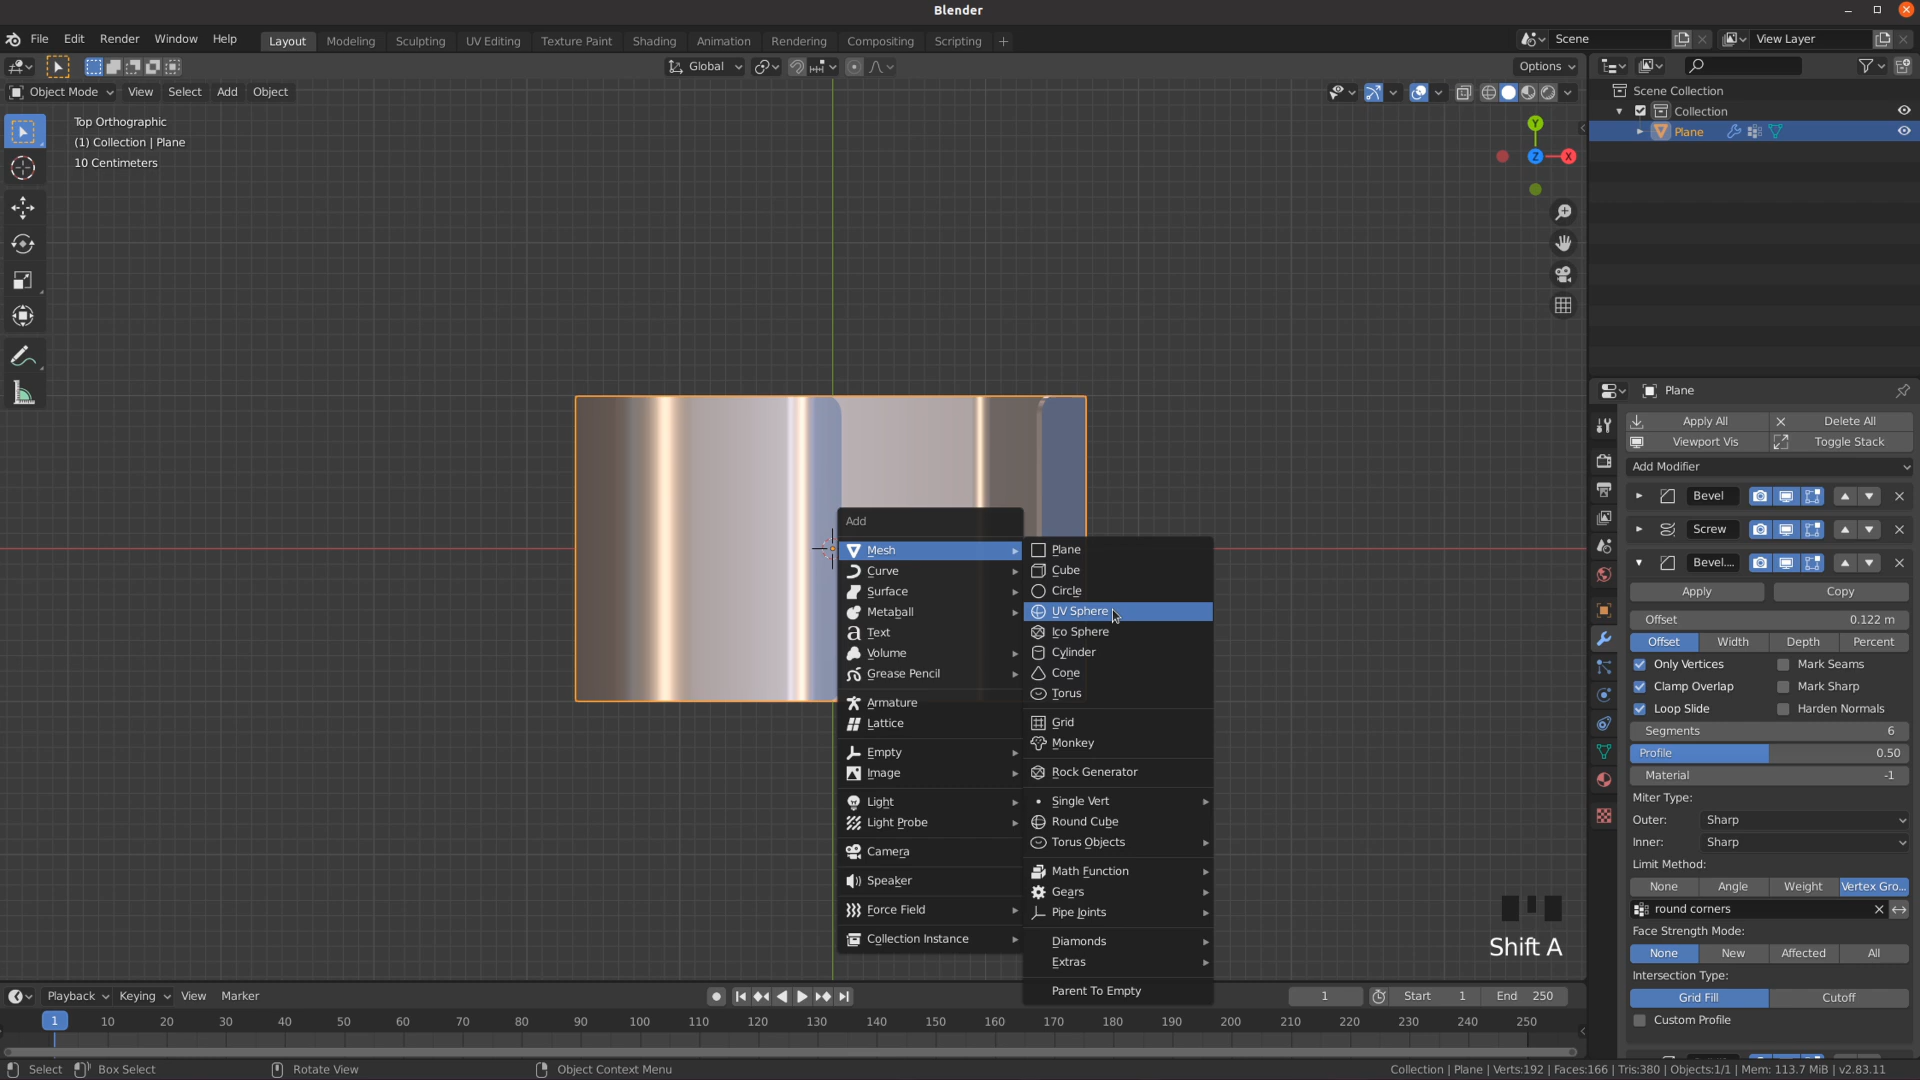 Blender
File Edit Render Window Help
Layout Modeling Sculpting UV Editing Texture Paint Shading Animation Rendering Compositing Scripting +
Scene
View Layer
Global
Options
Object Mode View Select Add Object
Top Orthographic
(1) Collection | Plane
10 Centimeters
Y
Z
X
Scene Collection
Collection
Plane
Plane
Apply All Delete All
Viewport Vis Toggle Stack
Add Modifier
Bevel
Screw
Bevel....
Apply Copy
Offset 0.122 m
Offset Width Depth Percent
Only Vertices Mark Seams
Clamp Overlap Mark Sharp
Loop Slide Harden Normals
Segments 6
Profile 0.50
Material -1
Miter Type:
Outer: Sharp
Inner: Sharp
Limit Method:
None Angle Weight Vertex Gro...
round corners
Face Strength Mode:
None New Affected All
Intersection Type:
Grid Fill Cutoff
Custom Profile
Add
Mesh
Curve
Surface
Metaball
Text
Volume
Grease Pencil
Armature
Lattice
Empty
Image
Light
Light Probe
Camera
Speaker
Force Field
Collection Instance
Plane
Cube
Circle
UV Sphere
Ico Sphere
Cylinder
Cone
Torus
Grid
Monkey
Rock Generator
Single Vert
Round Cube
Torus Objects
Math Function
Gears
Pipe Joints
Diamonds
Extras
Parent To Empty
Shift A
Playback Keying View Marker
1 Start 1 End 250
1 10 20 30 40 50 60 70 80 90 100 110 120 130 140 150 160 170 180 190 200 210 220 230 240 250
Select Box Select Rotate View Object Context Menu
Collection | Plane | Verts:192 | Faces:166 | Tris:380 | Objects:1/1 | Mem: 113.7 MiB | v2.83.11